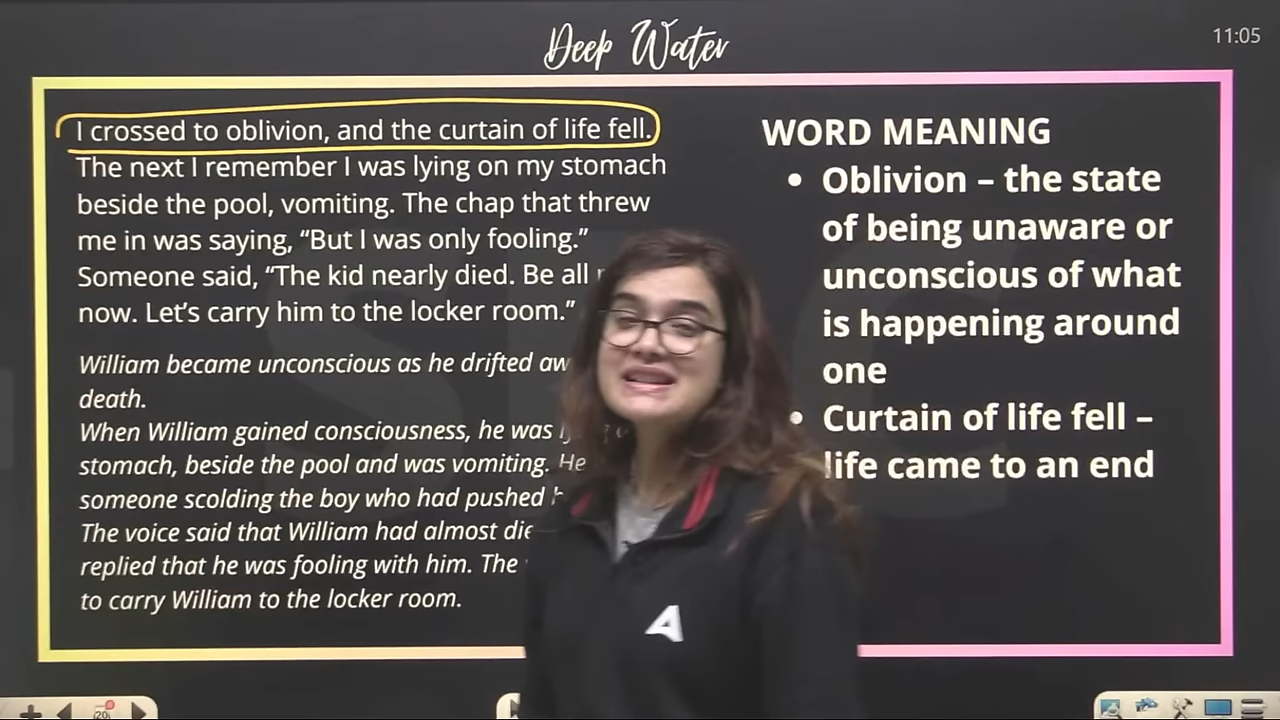 Deep Water
11:05
I crossed to oblivion, and the curtain of life fell.
The next I remember I was lying on my stomach
beside the pool, vomiting. The chap that threw
me in was saying, “But I was only fooling.”
Someone said, “The kid nearly died. Be all
now. Let’s carry him to the locker room.”
William became unconscious as he drifted
death.
When William gained consciousness, he was
stomach, beside the pool and was vomiting. He
someone scolding the boy who had pushed
The voice said that William had almost
replied that he was fooling with him. The
to carry William to the locker room.
WORD MEANING
• Oblivion – the state
of being unaware or
unconscious of what
is happening around
one
• Curtain of life fell –
life came to an end